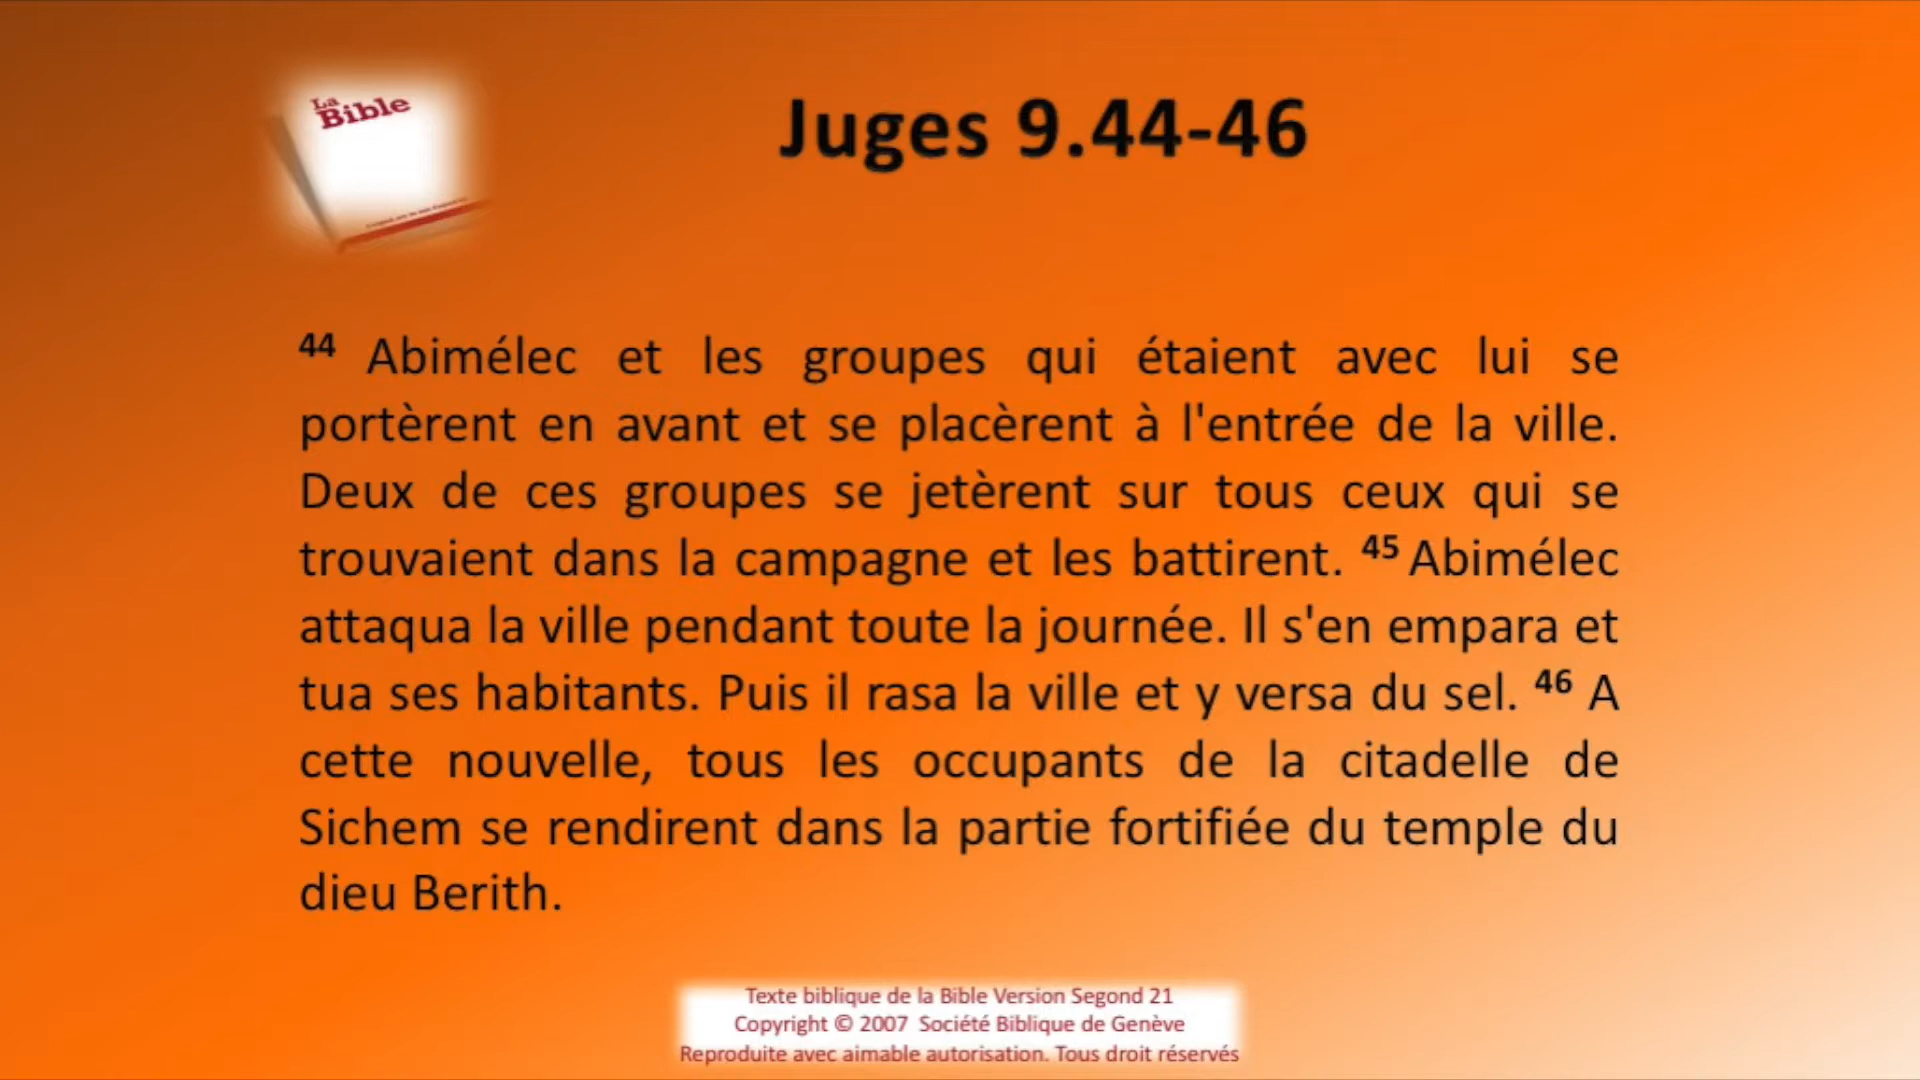 La
Bible
Juges 9.44-46
44 Abimélec et les groupes qui étaient avec lui se
portèrent en avant et se placèrent à l'entrée de la ville.
Deux de ces groupes se jetèrent sur tous ceux qui se
trouvaient dans la campagne et les battirent. 45 Abimélec
attaqua la ville pendant toute la journée. Il s'en empara et
tua ses habitants. Puis il rasa la ville et y versa du sel. 46 A
cette nouvelle, tous les occupants de la citadelle de
Sichem se rendirent dans la partie fortifiée du temple du
dieu Berith.
Texte biblique de la Bible Version Segond 21
Copyright © 2007 Société Biblique de Genève
Reproduite avec aimable autorisation. Tous droit réservés